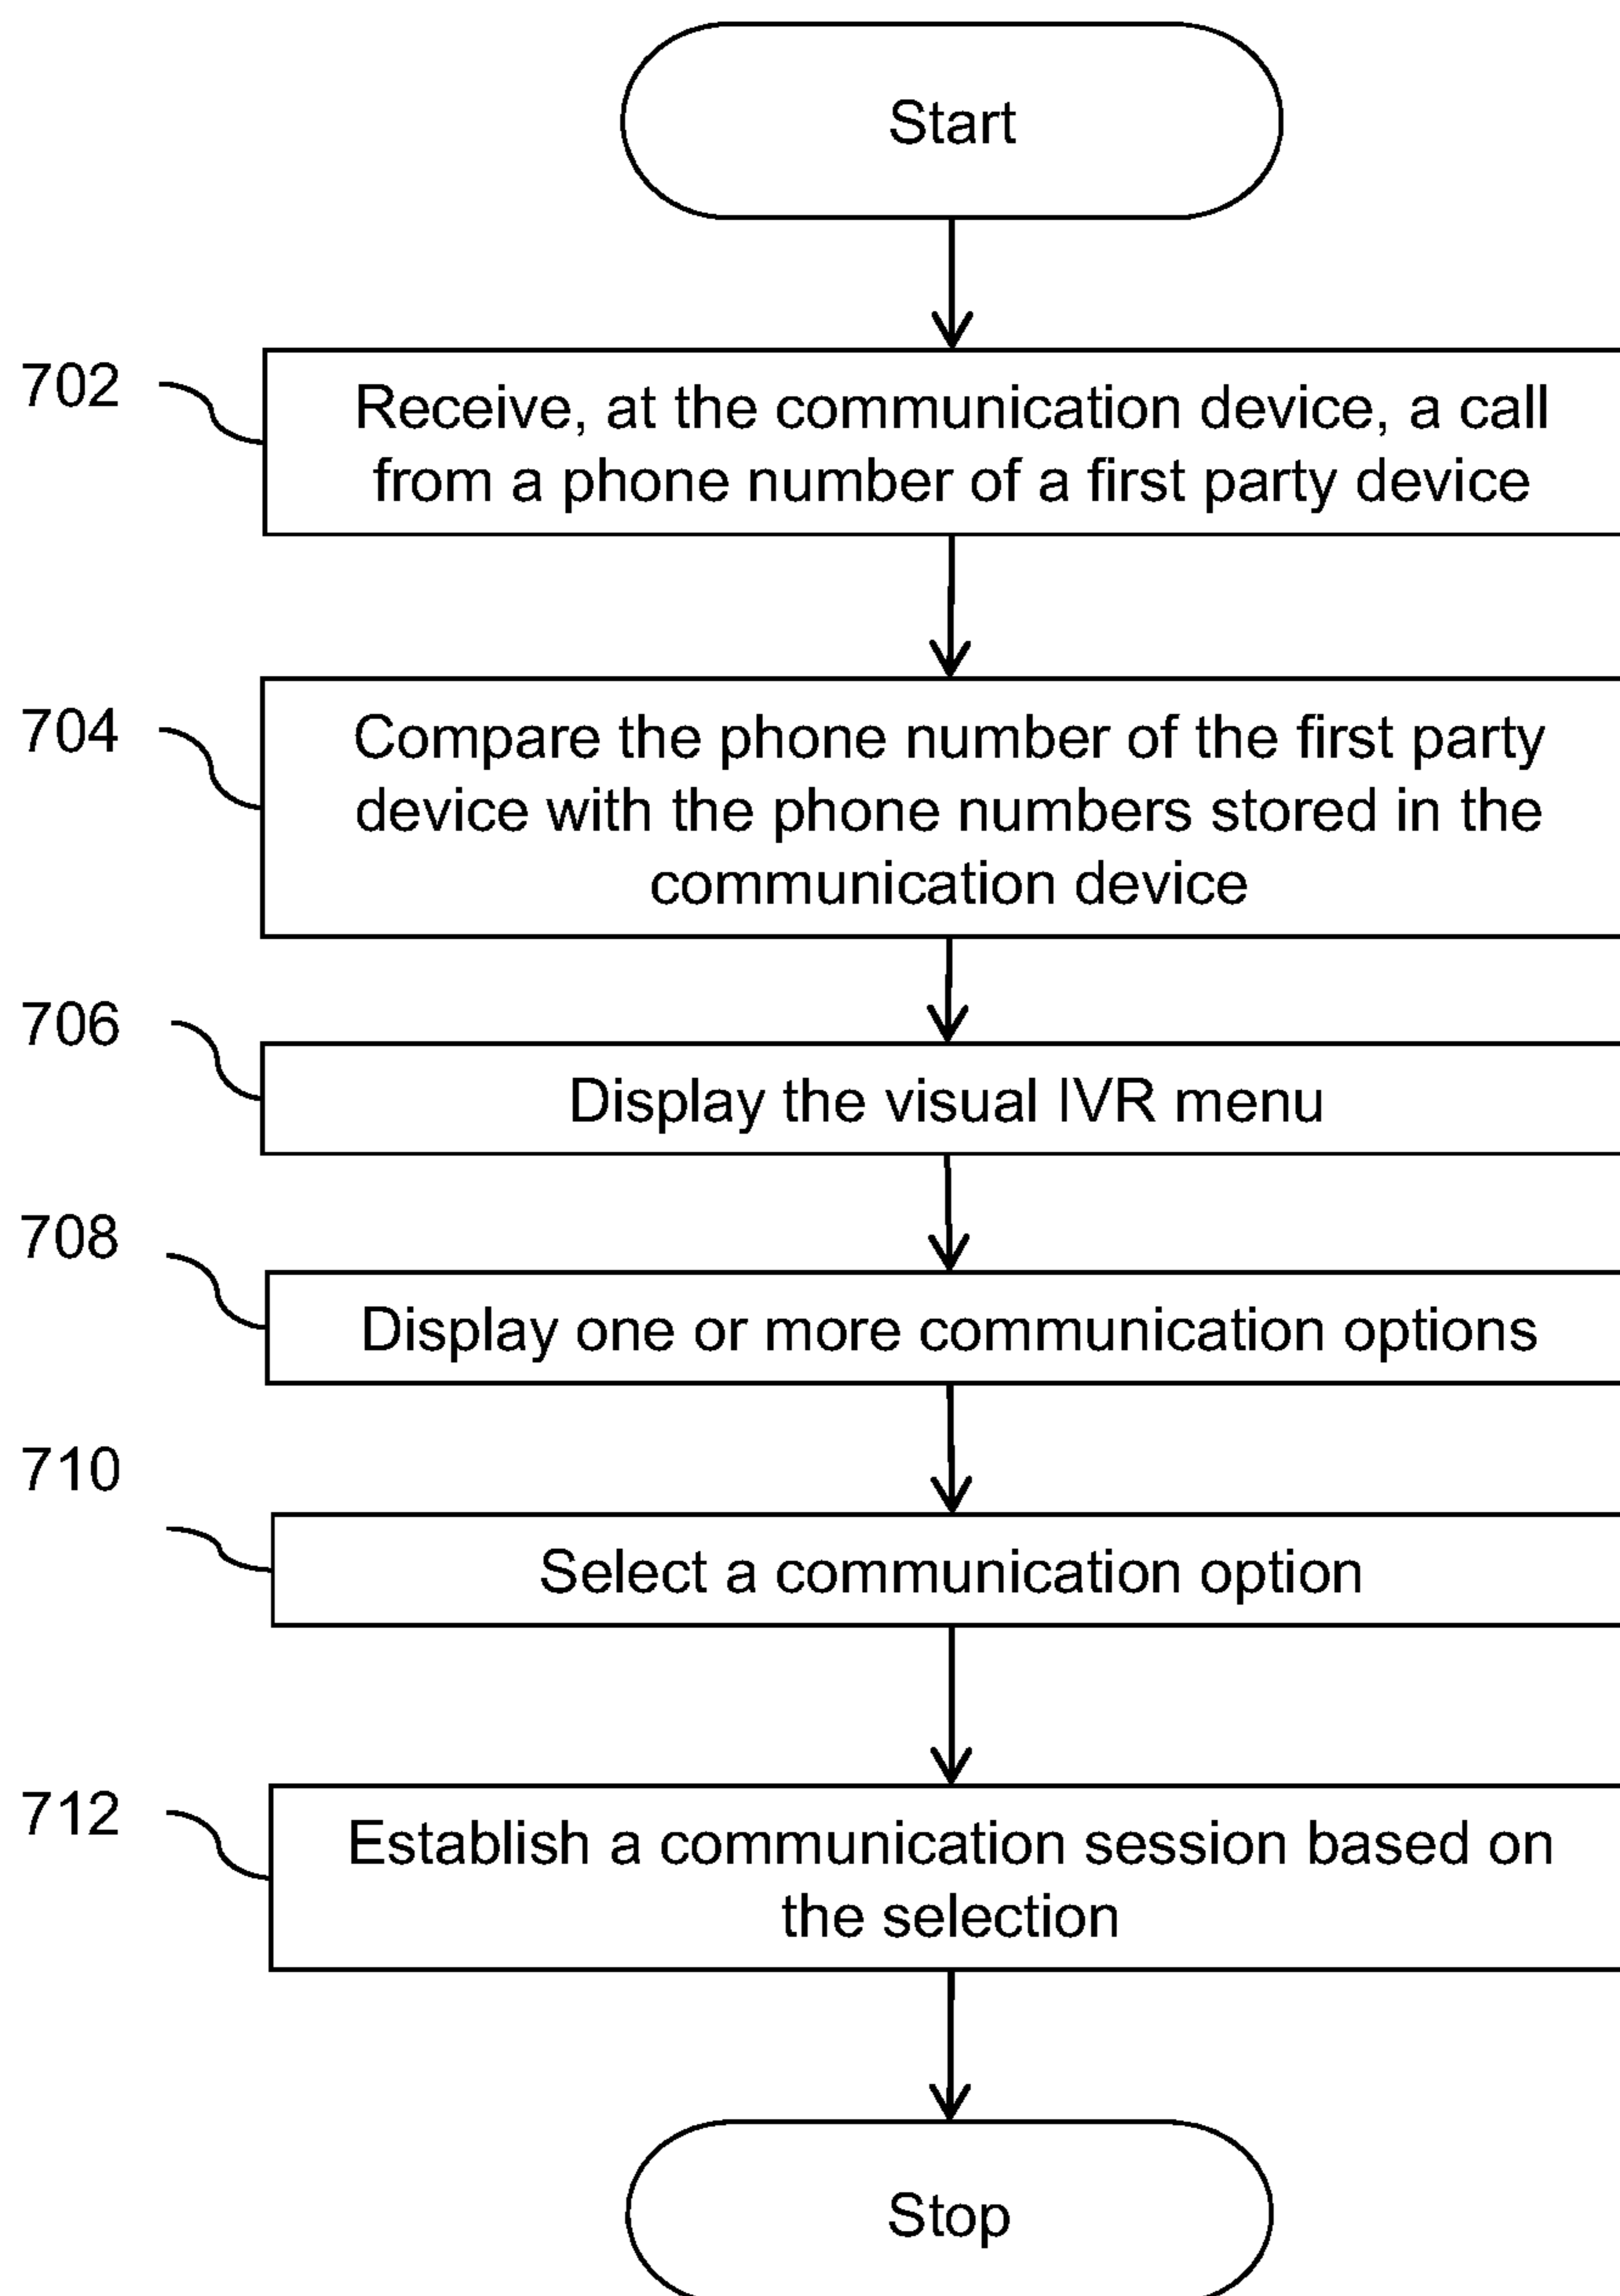 Start
702
Receive, at the communication device, a call
from a phone number of a first party device
704
Compare the phone number of the first party
device with the phone numbers stored in the
communication device
706
Display the visual IVR menu
708
Display one or more communication options
710
Select a communication option
712
Establish a communication session based on
the selection
Stop